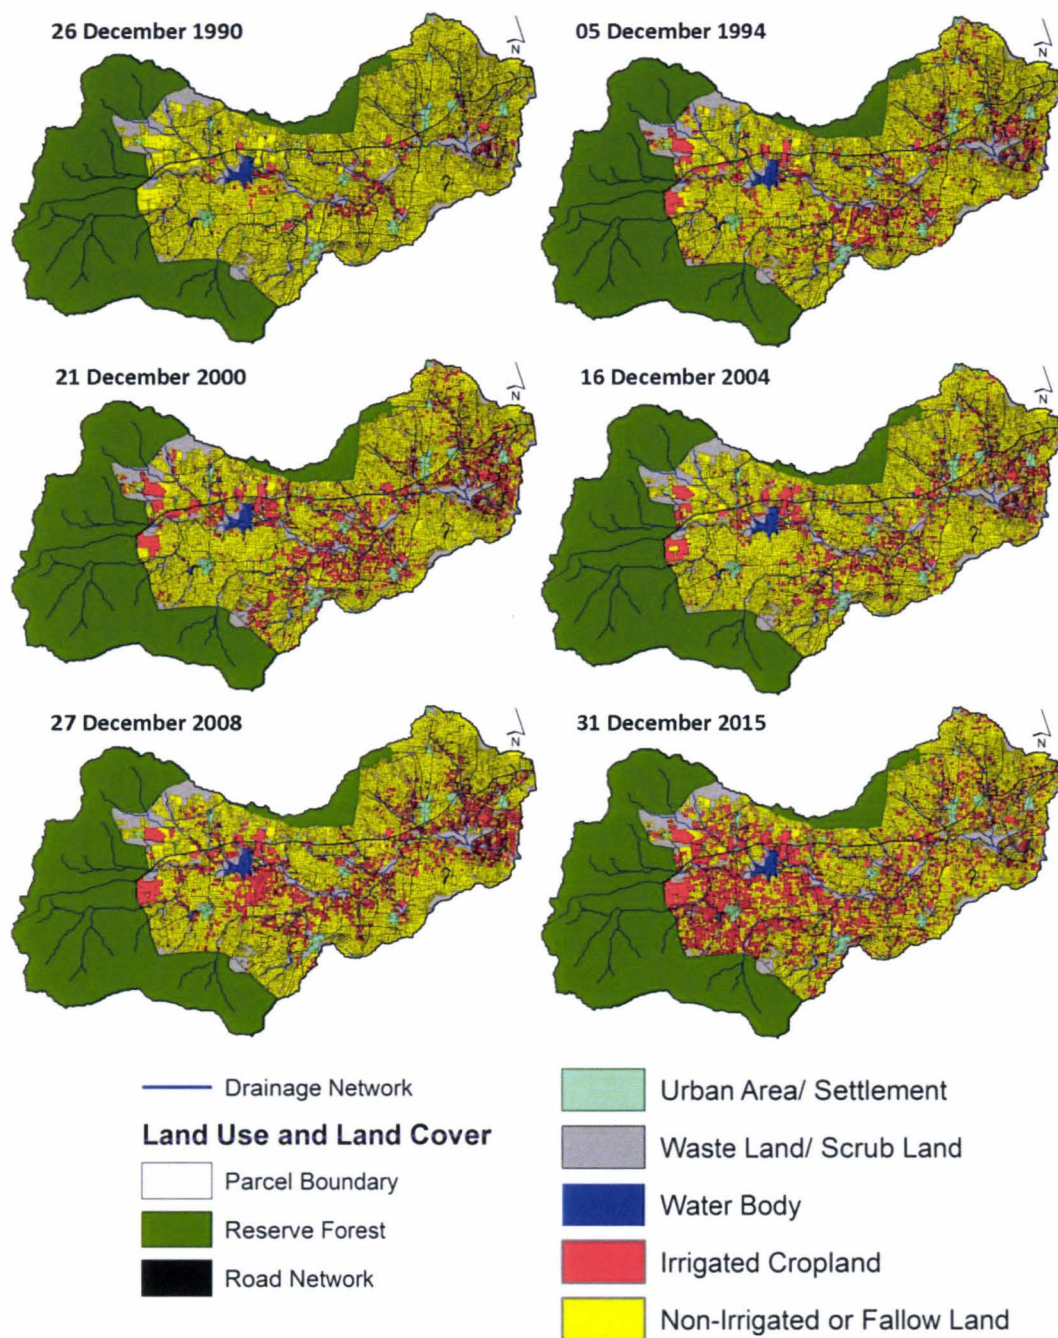 26 December 1990
05 December 1994
N
N
21 December 2000
16 December 2004
N
N
27 December 2008
31 December 2015
N
N
Drainage Network
Land Use and Land Cover
Parcel Boundary
Reserve Forest
Road Network
Urban Area/ Settlement
Waste Land/ Scrub Land
Water Body
Irrigated Cropland
Non-Irrigated or Fallow Land